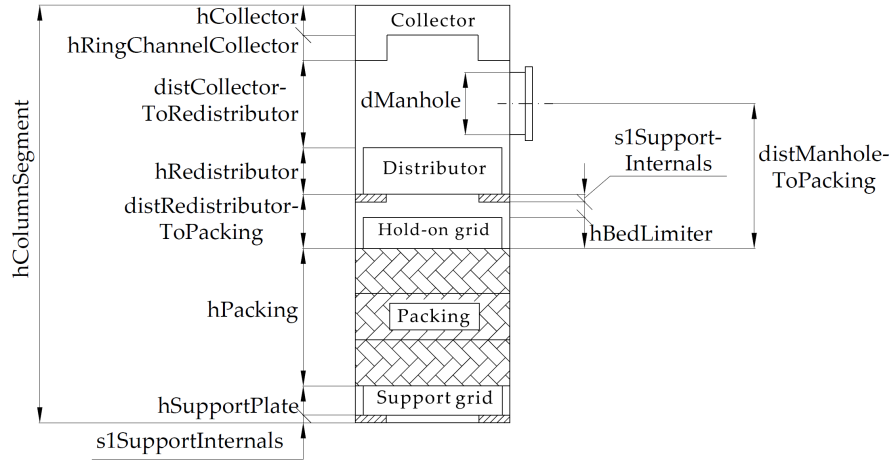 hCollector
Collector
hRingChannelCollector
distCollector-
ToRedistributor
dManhole
s1Support-
Internals
distManhole-
ToPacking
hRedistributor
Distributor
distRedistributor-
ToPacking
Hold-on grid
hBedLimiter
hColumnSegment
hPacking
Packing
hSupportPlate
Support grid
s1SupportInternals